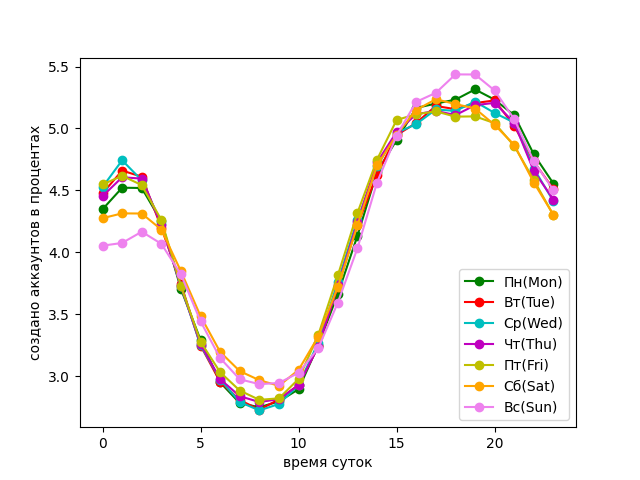 5.5
5.0
4.5
4.0
3.5
3.0
создано аккаунтов в процентах
0
5
10
15
20
время суток
Пн(Mon)
Вт(Tue)
Ср(Wed)
Чт(Thu)
Пт(Fri)
Сб(Sat)
Вс(Sun)